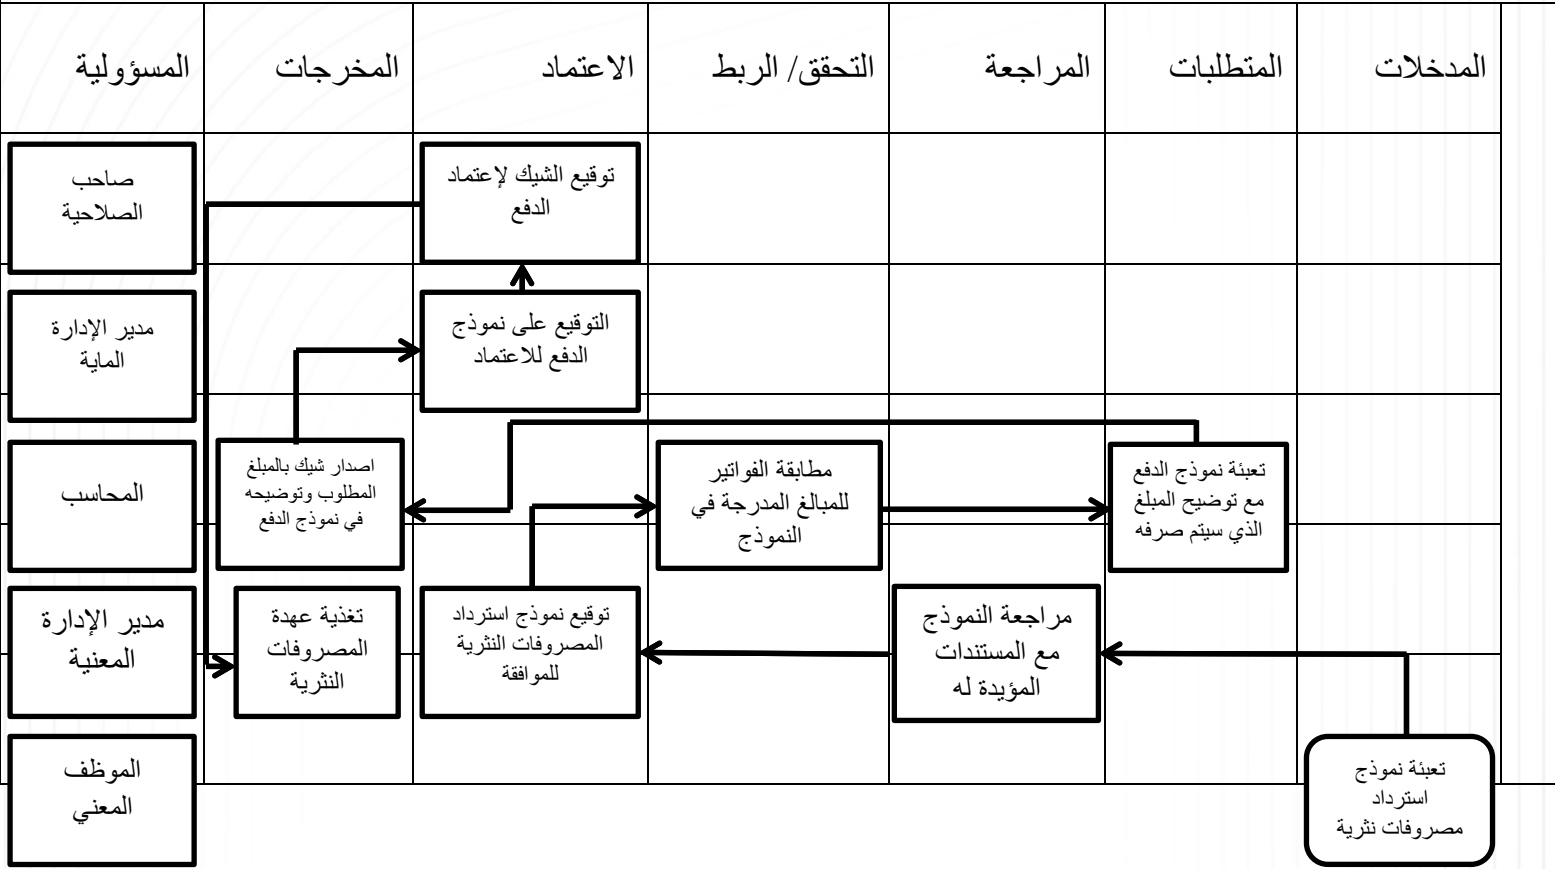 المدخلات
المتطلبات
المراجعة
التحقق/ الربط
الاعتماد
المخرجات
المسؤولية
توقيع الشيك لإعتماد
الدفع
صاحب
الصلاحية
التوقيع على نموذج
الدفع للاعتماد
مدير الإدارة
الماية
تعبئة نموذج الدفع
مع توضيح المبلغ
الذي سيتم صرفه
مطابقة الفواتير
للمبالغ المدرجة في
النموذج
اصدار شيك بالمبلغ
المطلوب وتوضيحه
في نموذج الدفع
المحاسب
مراجعة النموذج
مع المستندات
المؤيدة له
توقيع نموذج استرداد
المصروفات النثرية
للموافقة
تغذية عهدة
المصروفات
النثرية
مدير الإدارة
المعنية
تعبئة نموذج
استرداد
مصروفات نثرية
الموظف
المعني